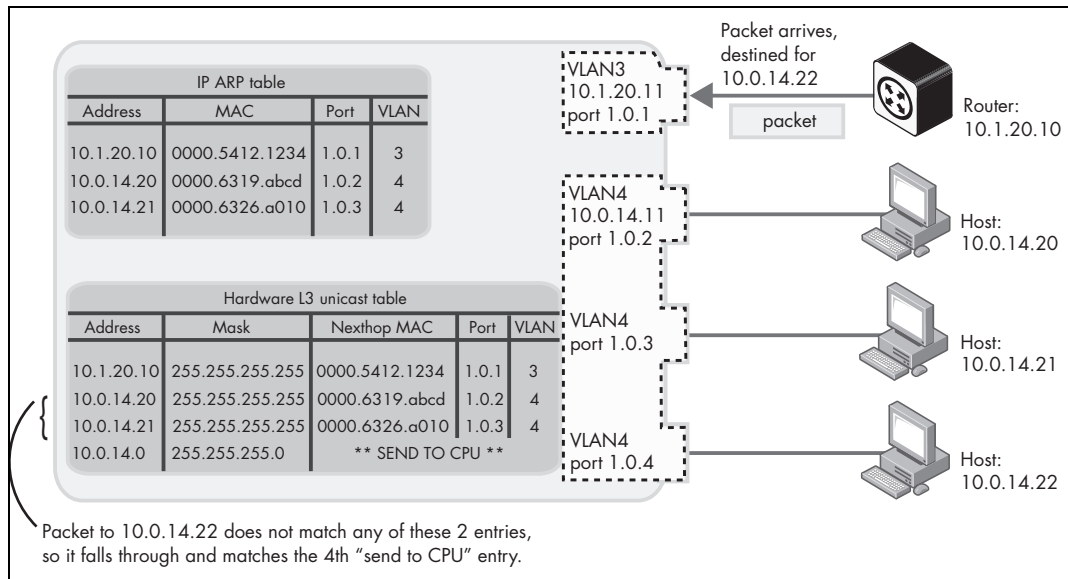 IP ARP table
Address MAC Port VLAN
10.1.20.10 0000.5412.1234 1.0.1 3
10.0.14.20 0000.6319.abcd 1.0.2 4
10.0.14.21 0000.6326.a010 1.0.3 4
Hardware L3 unicast table
Address Mask Nexthop MAC Port VLAN
10.1.20.10 255.255.255.255 0000.5412.1234 1.0.1 3
10.0.14.20 255.255.255.255 0000.6319.abcd 1.0.2 4
10.0.14.21 255.255.255.255 0000.6326.a010 1.0.3 4
10.0.14.0 255.255.255.0 ** SEND TO CPU **
VLAN3
10.1.20.11
port 1.0.1
Packet arrives,
destined for
10.0.14.22
packet
Router:
10.1.20.10
VLAN4
10.0.14.11
port 1.0.2
Host:
10.0.14.20
VLAN4
port 1.0.3
Host:
10.0.14.21
VLAN4
port 1.0.4
Host:
10.0.14.22
{
Packet to 10.0.14.22 does not match any of these 2 entries,
so it falls through and matches the 4th “send to CPU” entry.